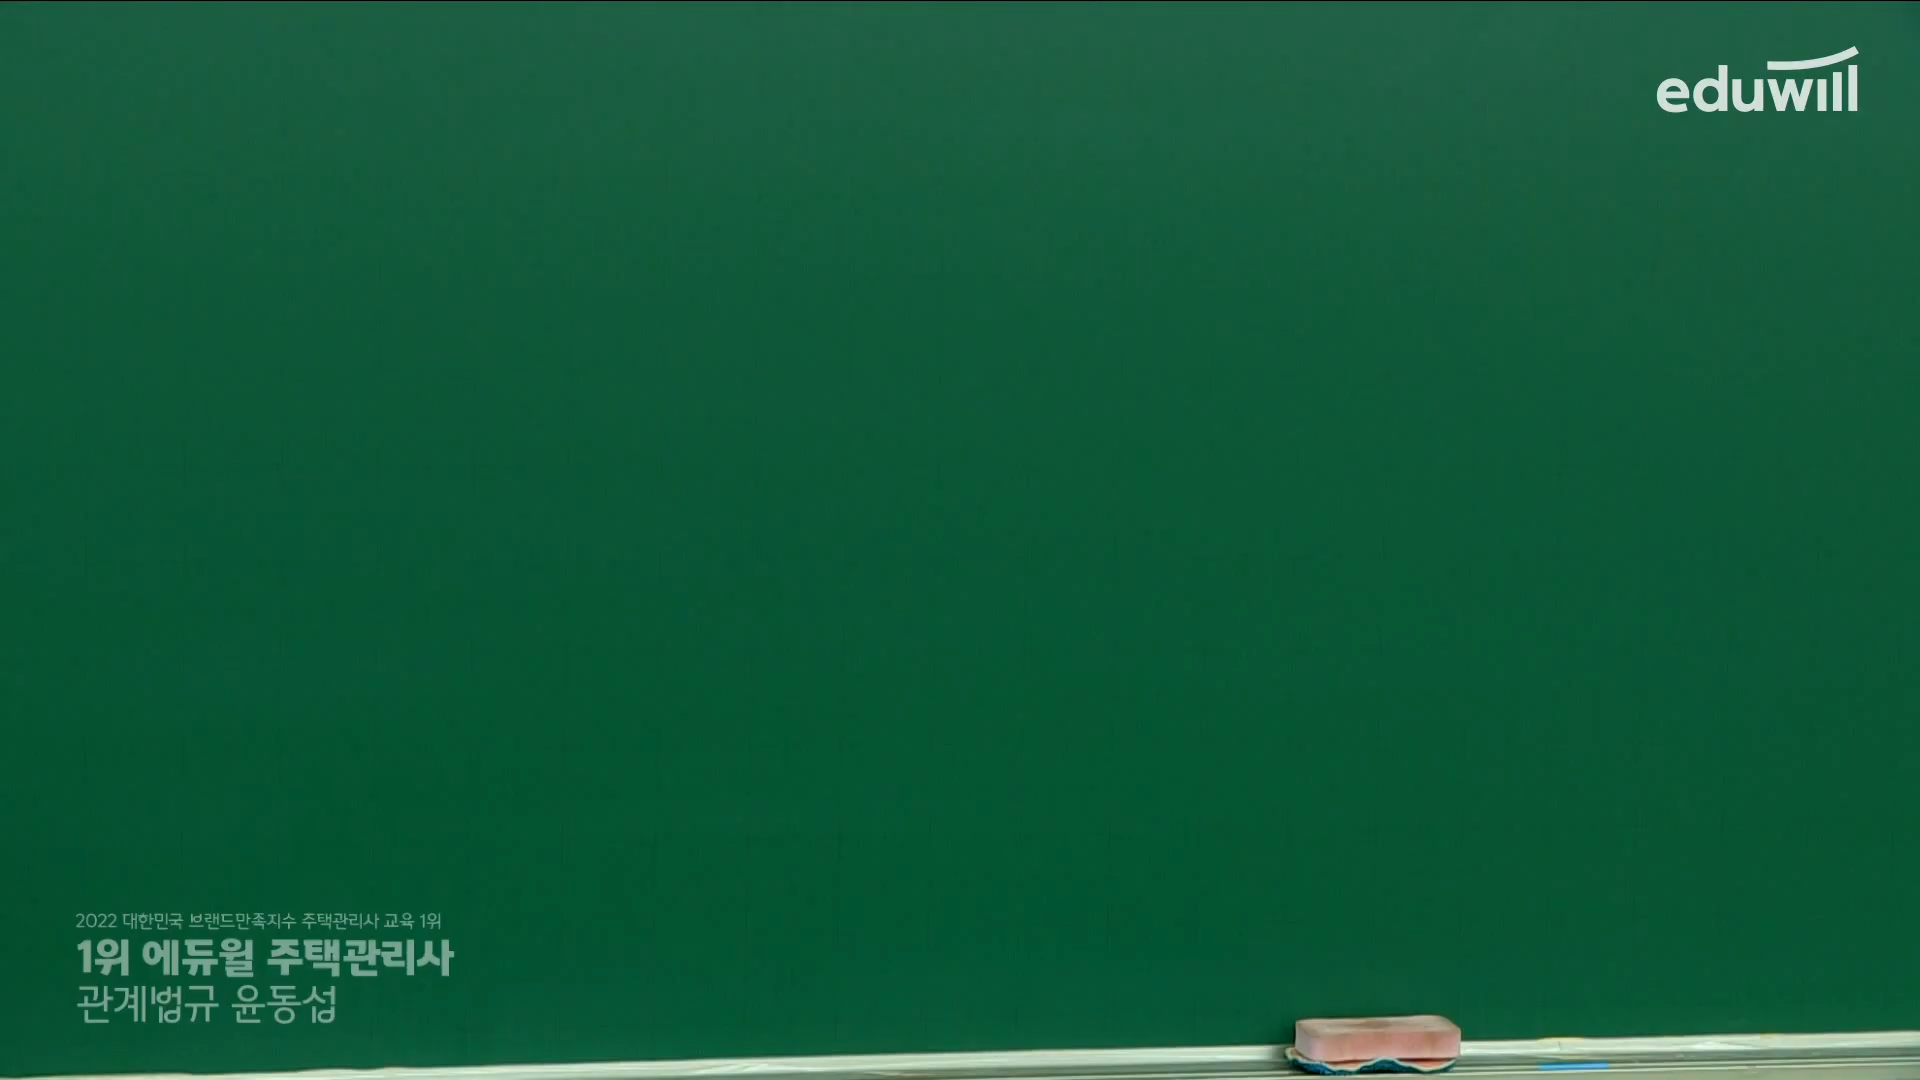 eduwill
2022 대한민국 브랜드만족지수 주택관리사 교육 1위
1위 에듀윌 주택관리사
관계법규 윤동섭